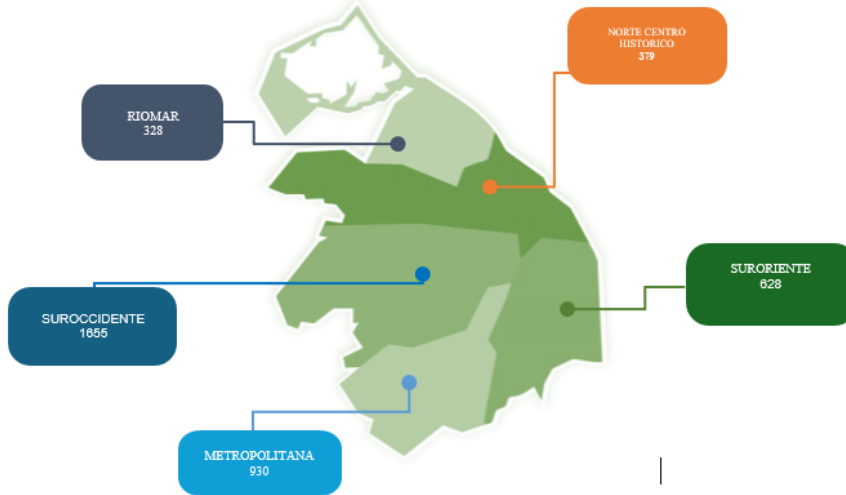 NORTE CENTRO
HISTORICO
379
RIOMAR
328
SURORIENTE
628
SUROCCIDENTE
1655
METROPOLITANA
930